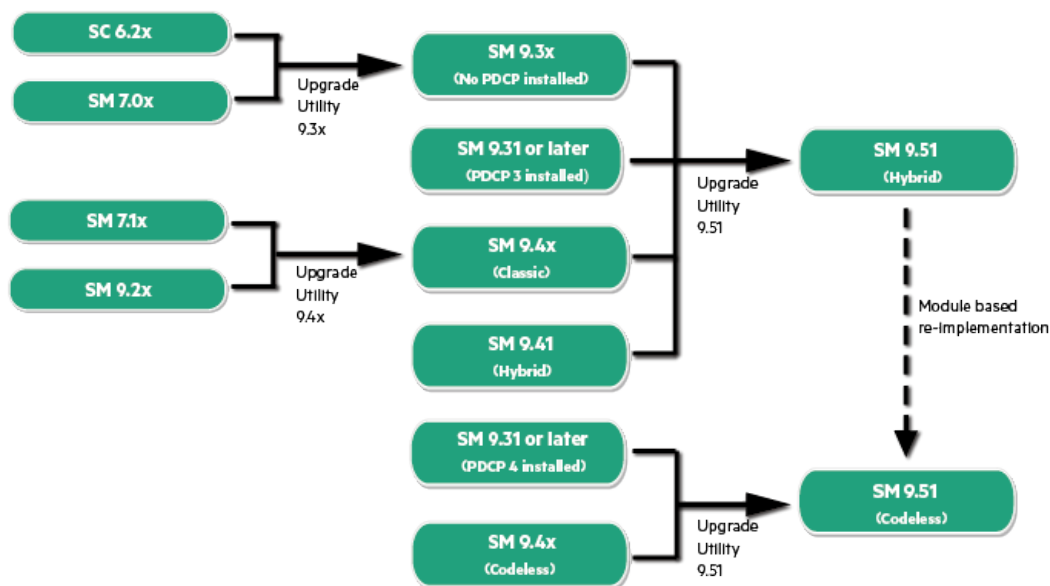 SC 6.2x
SM 7.0x
Upgrade
Utility
9.3x
SM 9.3x
(No PDCP installed)
SM 9.31 or later
(PDCP 3 installed)
SM 7.1x
SM 9.2x
Upgrade
Utility
9.4x
SM 9.4x
(Classic)
SM 9.41
(Hybrid)
Upgrade
Utility
9.51
SM 9.51
(Hybrid)
Module based
re-implementation
SM 9.31 or later
(PDCP 4 installed)
SM 9.4x
(Codeless)
Upgrade
Utility
9.51
SM 9.51
(Codeless)